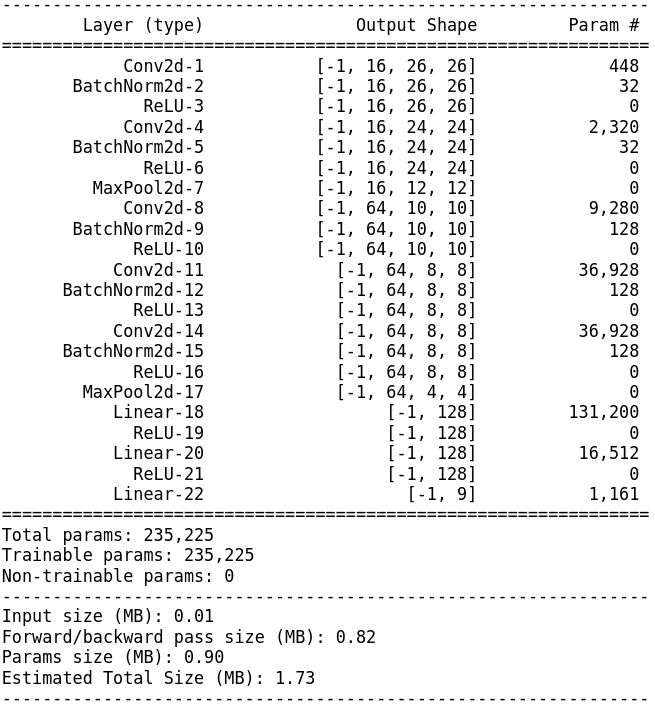 ----------------------------------------------------------------
        Layer (type)               Output Shape         Param #
================================================================
            Conv2d-1           [-1, 16, 26, 26]             448
       BatchNorm2d-2           [-1, 16, 26, 26]              32
              ReLU-3           [-1, 16, 26, 26]               0
            Conv2d-4           [-1, 16, 24, 24]           2,320
       BatchNorm2d-5           [-1, 16, 24, 24]              32
              ReLU-6           [-1, 16, 24, 24]               0
         MaxPool2d-7           [-1, 16, 12, 12]               0
            Conv2d-8           [-1, 64, 10, 10]           9,280
       BatchNorm2d-9           [-1, 64, 10, 10]             128
             ReLU-10           [-1, 64, 10, 10]               0
           Conv2d-11             [-1, 64, 8, 8]          36,928
      BatchNorm2d-12             [-1, 64, 8, 8]             128
             ReLU-13             [-1, 64, 8, 8]               0
           Conv2d-14             [-1, 64, 8, 8]          36,928
      BatchNorm2d-15             [-1, 64, 8, 8]             128
             ReLU-16             [-1, 64, 8, 8]               0
        MaxPool2d-17             [-1, 64, 4, 4]               0
           Linear-18                  [-1, 128]         131,200
             ReLU-19                  [-1, 128]               0
           Linear-20                  [-1, 128]          16,512
             ReLU-21                  [-1, 128]               0
           Linear-22                    [-1, 9]           1,161
================================================================
Total params: 235,225
Trainable params: 235,225
Non-trainable params: 0
----------------------------------------------------------------
Input size (MB): 0.01
Forward/backward pass size (MB): 0.82
Params size (MB): 0.90
Estimated Total Size (MB): 1.73
----------------------------------------------------------------